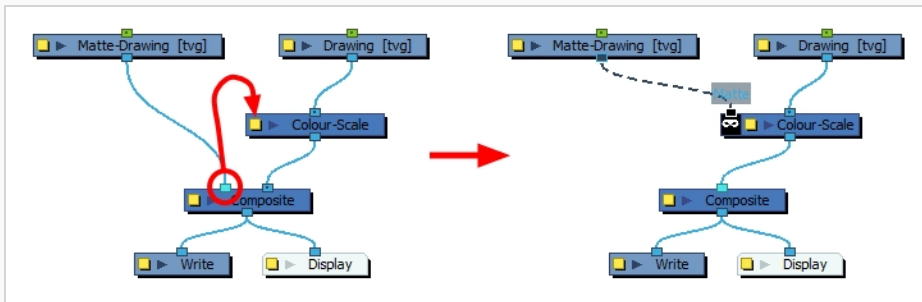 Matte-Drawing [tvg]
Drawing [tvg]
Colour-Scale
Composite
Write
Display
Matte-Drawing [tvg]
Drawing [tvg]
Matte
Colour-Scale
Composite
Write
Display